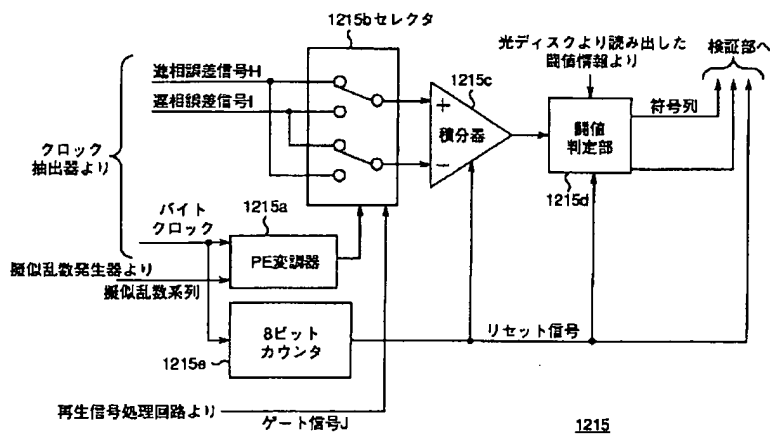 1215bセレクタ
光ディスクより読み出した
閾値情報より
検証部へ
進相誤差信号H
遅相誤差信号I
1215c
+
積分器
−
閾値
判定部
符号列
1215d
クロック
抽出器より
バイト
クロック
1215a
PE変調器
擬似乱数発生器より
擬似乱数系列
8ビット
カウンタ
1215e
リセット信号
再生信号処理回路より
ゲート信号J
1215